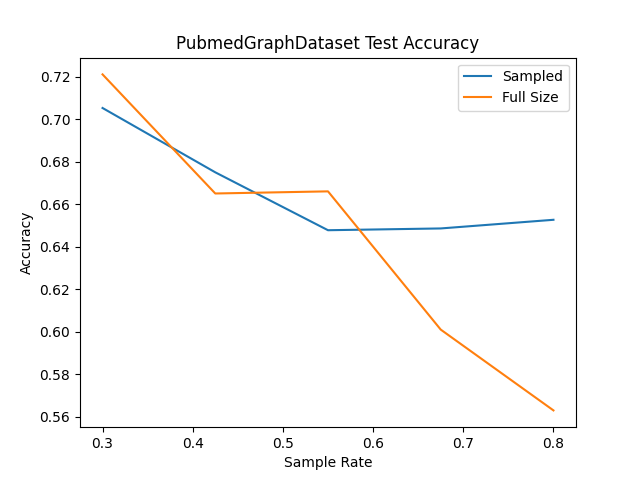 PubmedGraphDataset Test Accuracy
Sampled
Full Size
Accuracy
0.72
0.70
0.68
0.66
0.64
0.62
0.60
0.58
0.56
0.3 0.4 0.5 0.6 0.7 0.8
Sample Rate